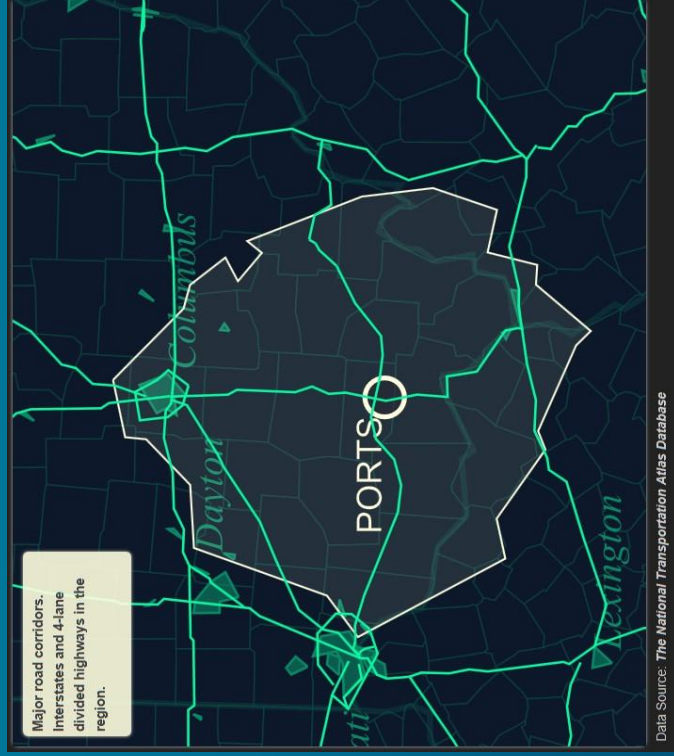 Major road corridors.
Interstates and 4-lane
divided highways in the
region.
Columbus
Dayton
PORTS
Data Source: The National Transportation Atlas Database